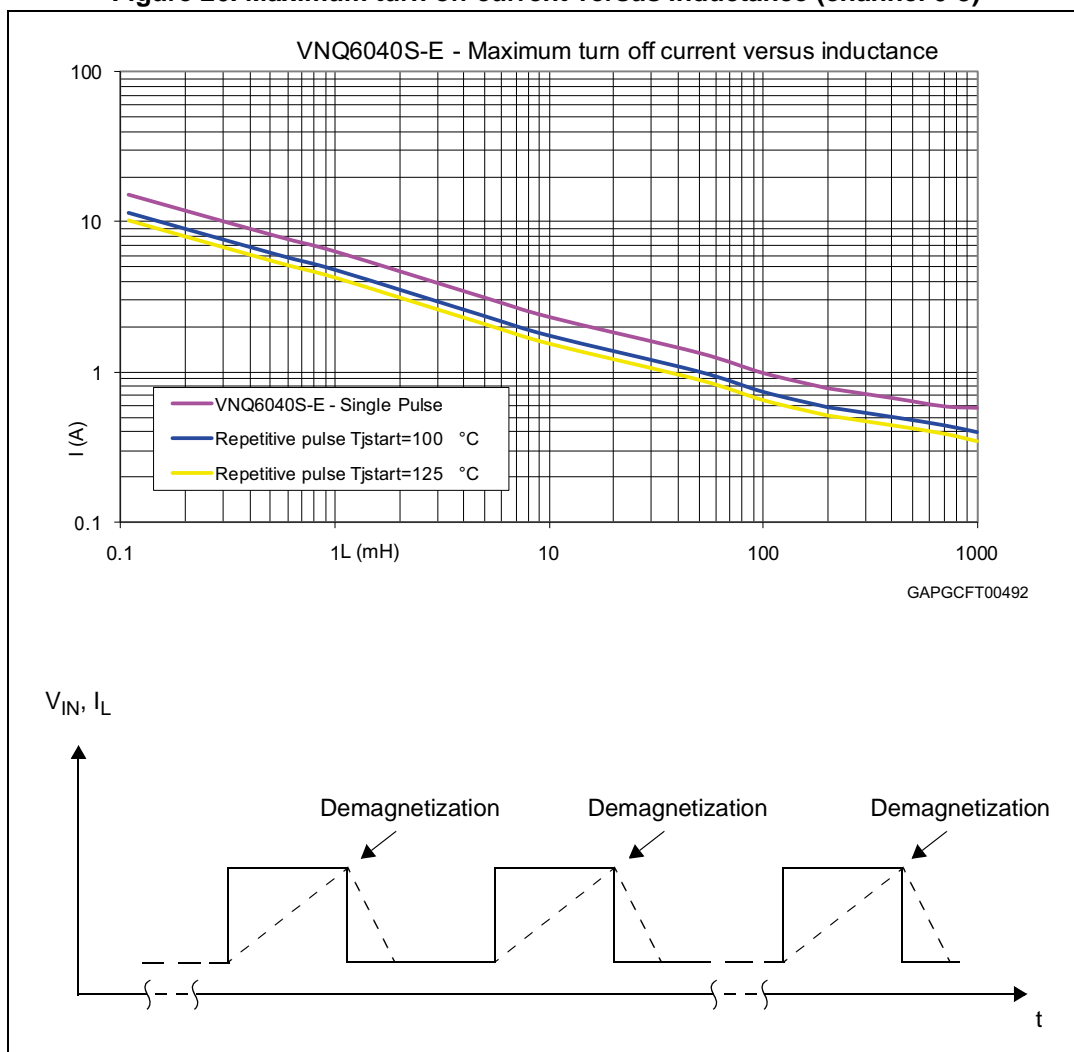 VNQ6040S-E - Maximum turn off current versus inductance
100
10
1
0.1
I (A)
VNQ6040S-E - Single Pulse
Repetitive pulse Tjstart=100 °C
Repetitive pulse Tjstart=125 °C
0.1
1
L (mH)
10
100
1000
GAPGCFT00492
VIN, IL
Demagnetization
Demagnetization
Demagnetization
t